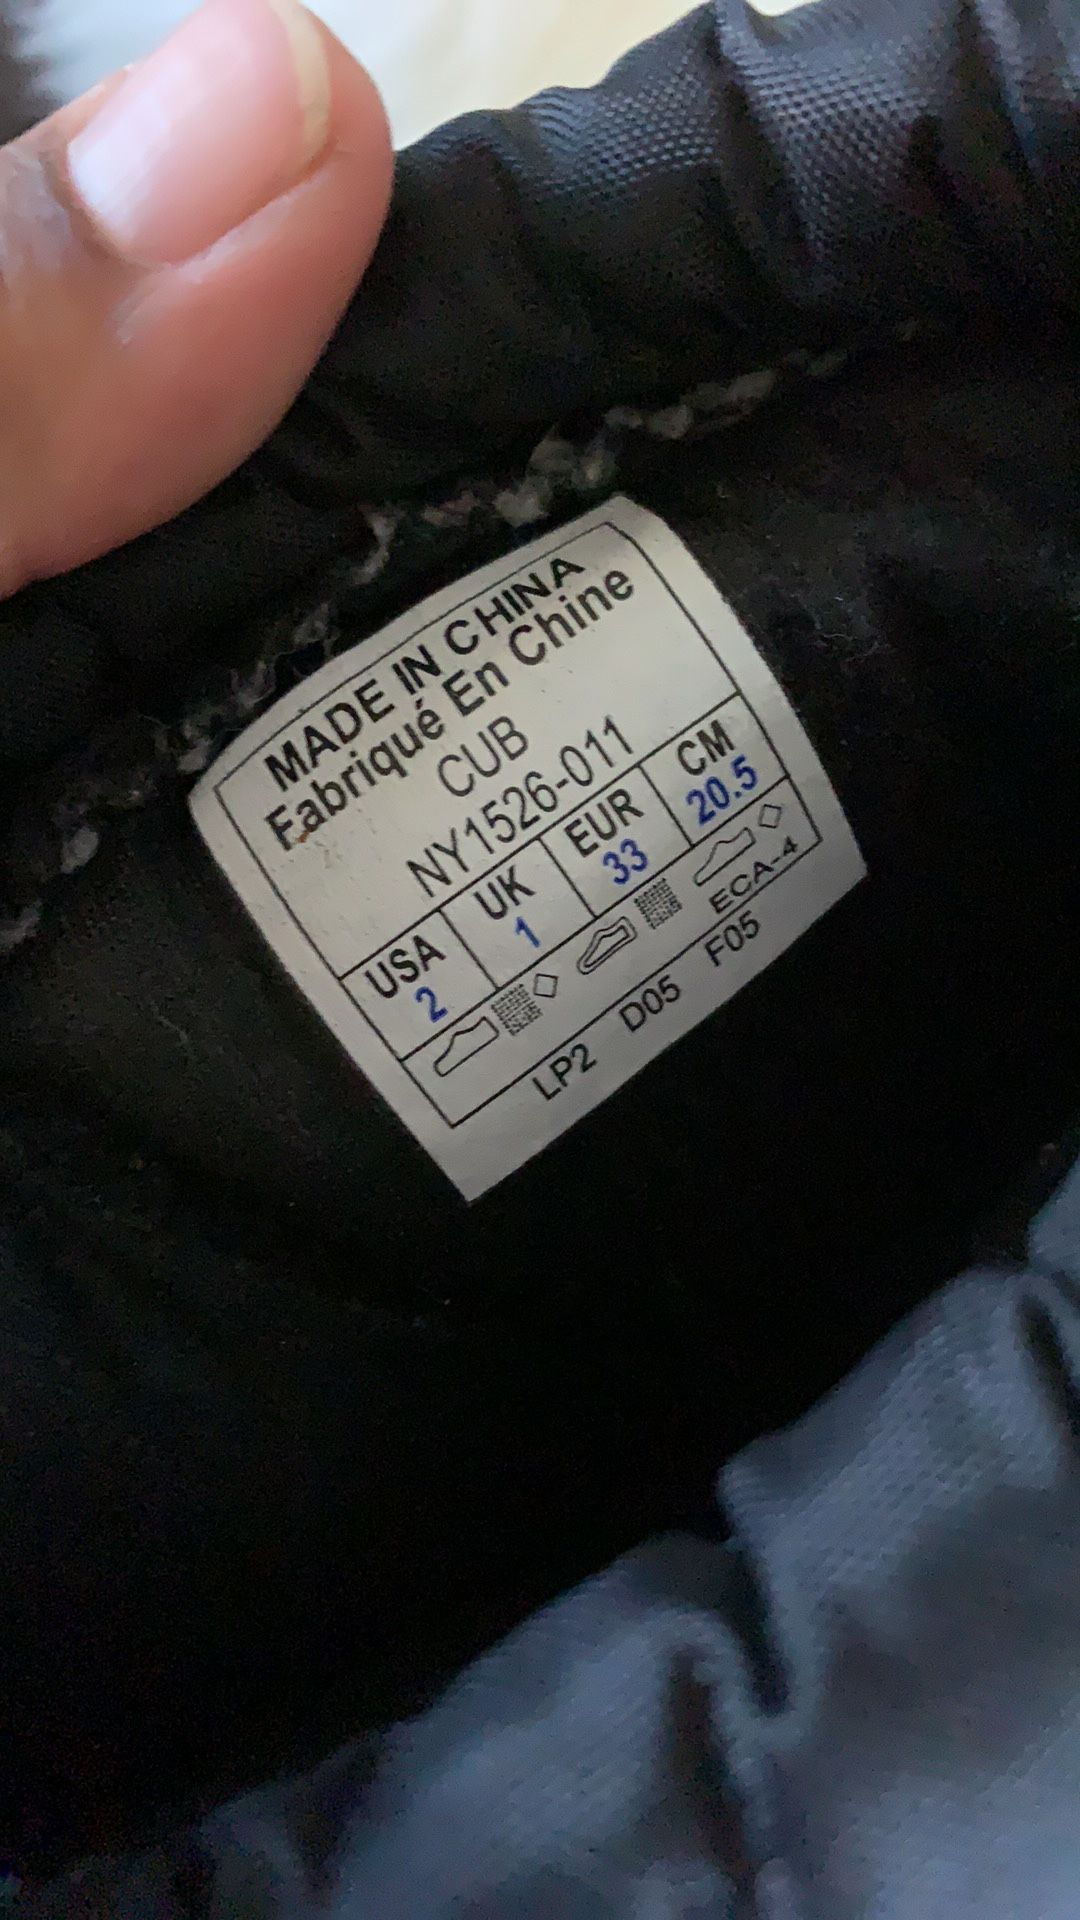 MADE IN CHINA
Fabriqué En Chine
CUB
NY1526-011
USA UK EUR CM
2 1 33 20.5
ECA-4
LP2 D05 F05